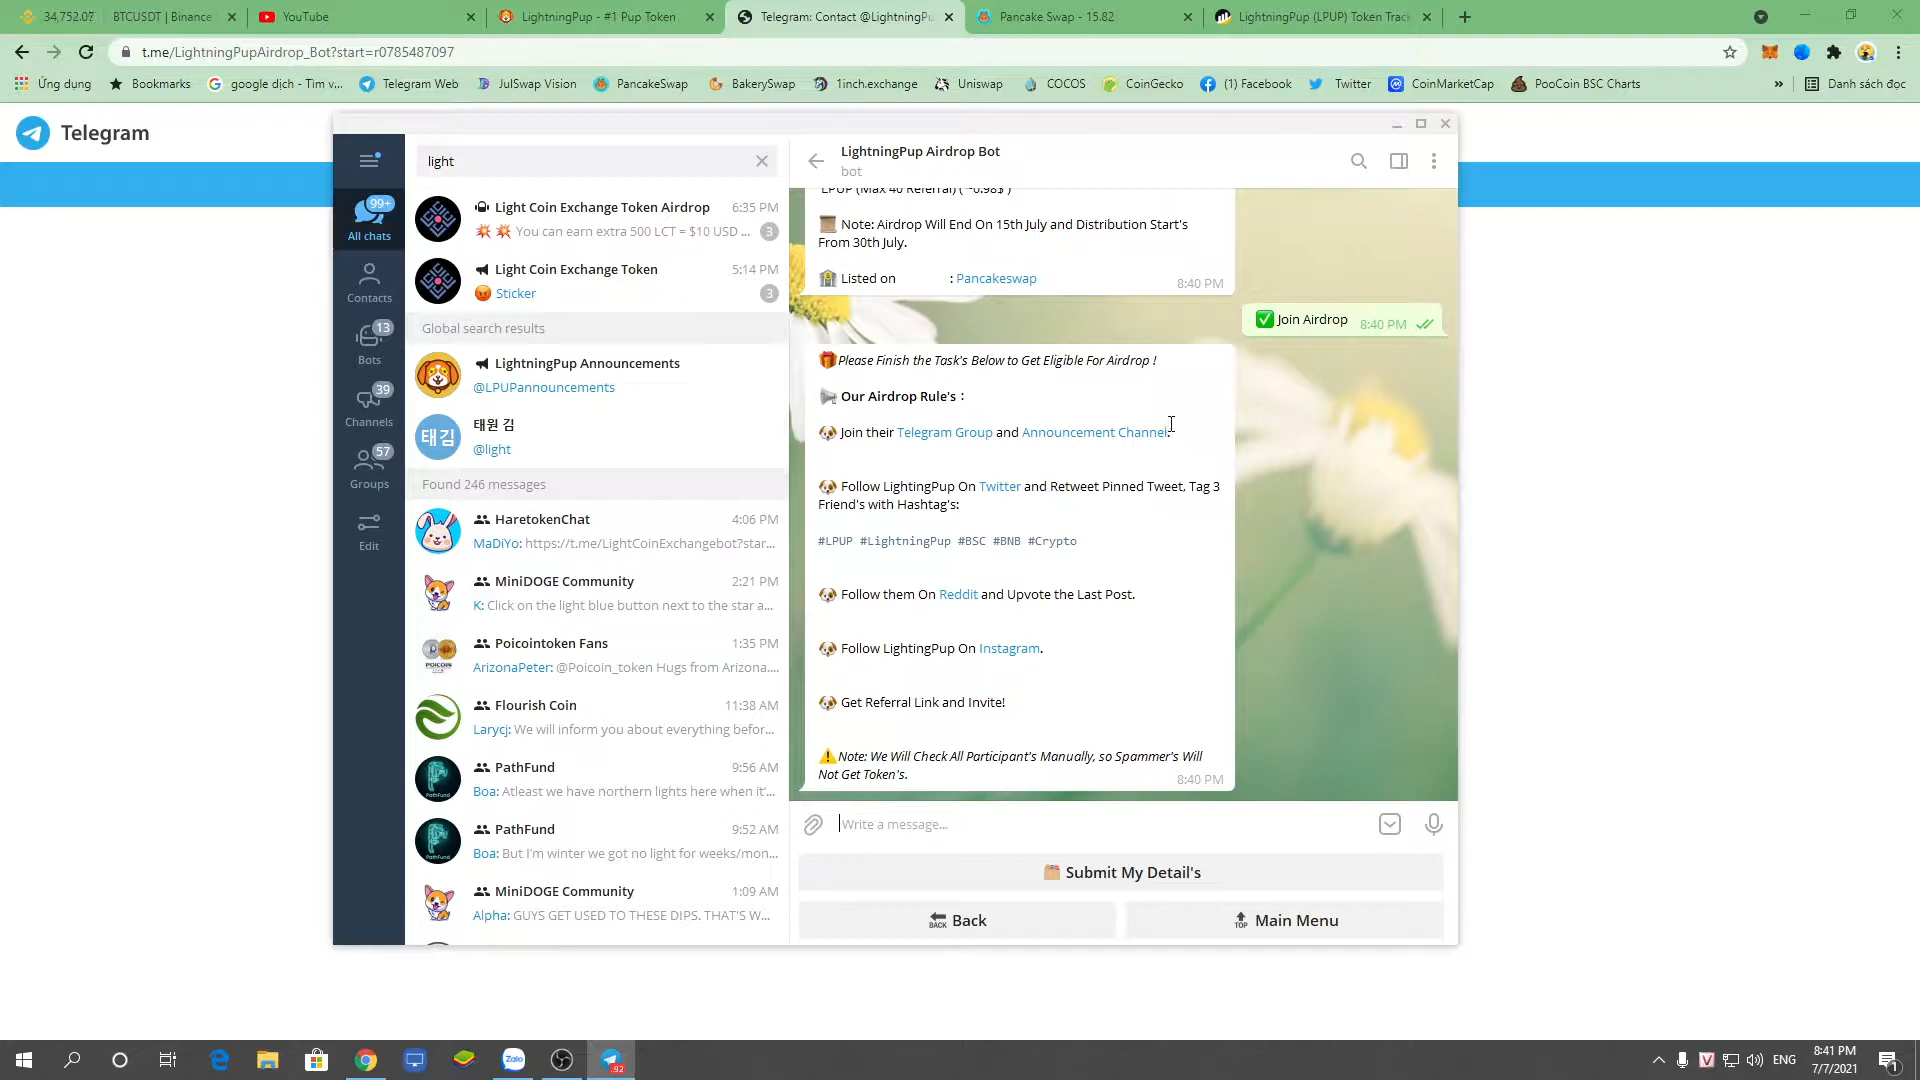 34,752.07 BTCUSDT | Binance
YouTube
LightningPup - #1 Pup Token
Telegram: Contact @LightningPu
Pancake Swap - 15.82
LightningPup (LPUP) Token Track
t.me/LightningPupAirdrop_Bot?start=r0785487097
Ứng dụng
Bookmarks
google dịch - Tìm v...
Telegram Web
JulSwap Vision
PancakeSwap
BakerySwap
1inch.exchange
Uniswap
COCOS
CoinGecko
(1) Facebook
Twitter
CoinMarketCap
PooCoin BSC Charts
»
Danh sách đọc
Telegram
99+
All chats
Contacts
13
Bots
39
Channels
57
Groups
Edit
light
Light Coin Exchange Token Airdrop 6:35 PM
You can earn extra 500 LCT = $10 USD ... 3
Light Coin Exchange Token 5:14 PM
Sticker 3
Global search results
LightningPup Announcements
@LPUPannouncements
태김
태원 김
@light
Found 246 messages
HaretokenChat 4:06 PM
MaDiYo: https://t.me/LightCoinExchangebot?star...
MiniDOGE Community 2:21 PM
K: Click on the light blue button next to the star a...
Poicointoken Fans 1:35 PM
ArizonaPeter: @Poicoin_token Hugs from Arizona....
Flourish Coin 11:38 AM
Larycj: We will inform you about everything befor...
PathFund 9:56 AM
Boa: Atleast we have northern lights here when it'...
PathFund 9:52 AM
Boa: But I'm winter we got no light for weeks/mon...
MiniDOGE Community 1:09 AM
Alpha: GUYS GET USED TO THESE DIPS. THAT'S W...
LightningPup Airdrop Bot
bot
LPUP (Max 40 Referral) ( ~0.98$ )
Note: Airdrop Will End On 15th July and Distribution Start's
From 30th July.
Listed on : Pancakeswap
8:40 PM
Join Airdrop 8:40 PM
Please Finish the Task's Below to Get Eligible For Airdrop !
Our Airdrop Rule's :
Join their Telegram Group and Announcement Channel.
Follow LightingPup On Twitter and Retweet Pinned Tweet, Tag 3
Friend's with Hashtag's:
#LPUP #LightningPup #BSC #BNB #Crypto
Follow them On Reddit and Upvote the Last Post.
Follow LightingPup On Instagram.
Get Referral Link and Invite!
Note: We Will Check All Participant's Manually, so Spammer's Will
Not Get Token's.
8:40 PM
Write a message...
Submit My Detail's
BACK Back
TOP Main Menu
Zalo
92
V
ENG
8:41 PM
7/7/2021
1